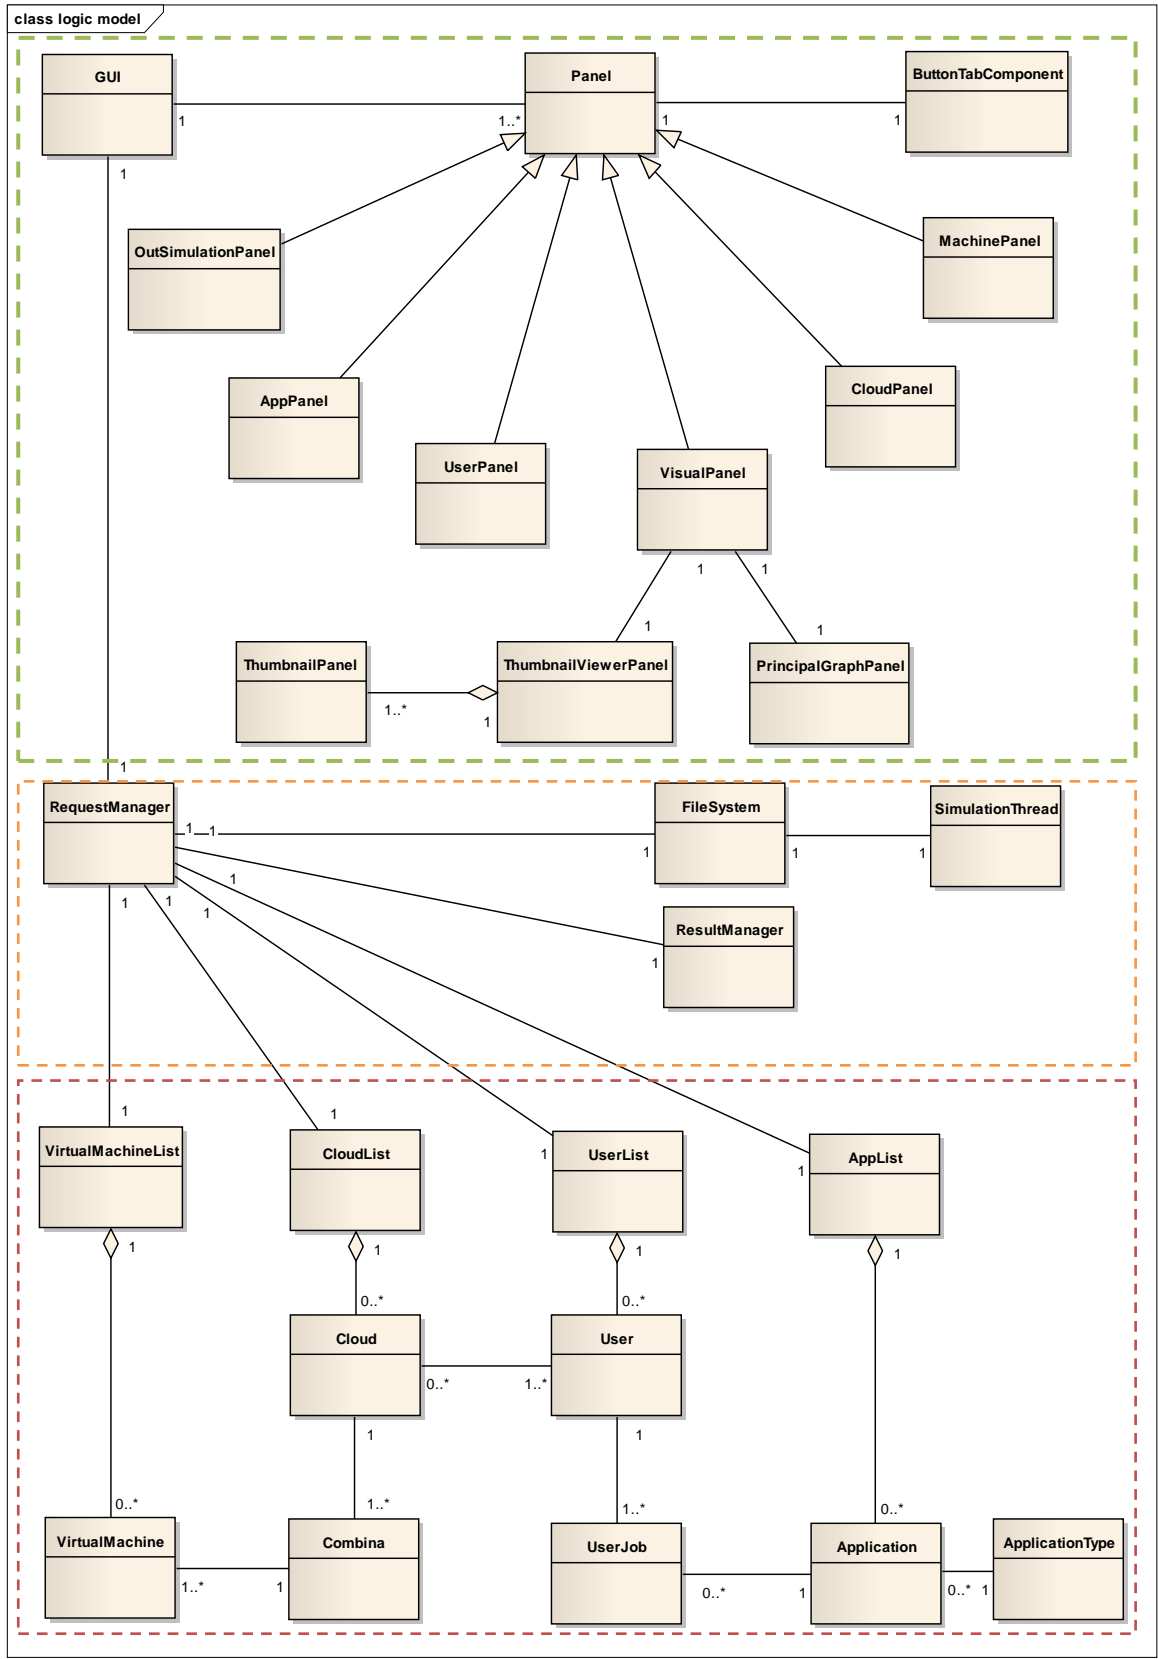 class logic model
GUI
Panel
ButtonTabComponent
1
1..*
1
1
1
OutSimulationPanel
MachinePanel
AppPanel
CloudPanel
UserPanel
VisualPanel
1
1
1
1
ThumbnailPanel
ThumbnailViewerPanel
PrincipalGraphPanel
1..*
1
1
RequestManager
FileSystem
SimulationThread
1
1
1
1
1
1
1
1
1
ResultManager
1
1
1
VirtualMachineList
CloudList
UserList
AppList
1
1
1
1
1
1
0..*
0..*
Cloud
User
0..*
1..*
1
1
0..*
1..*
1..*
0..*
VirtualMachine
Combina
UserJob
Application
ApplicationType
1..*
1
0..*
1
0..*
1